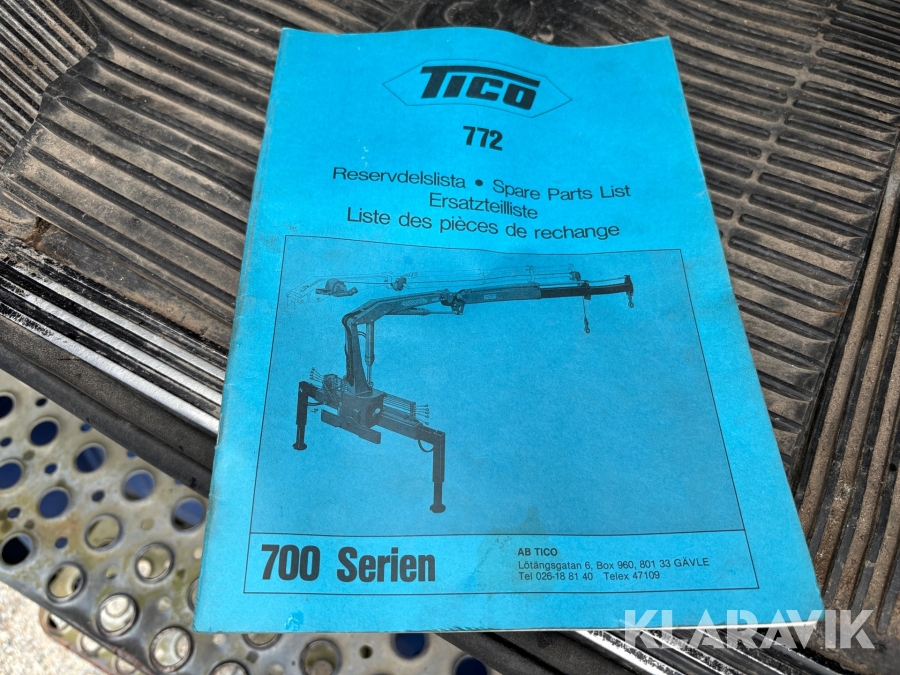 TICO
772
Reservdelslista • Spare Parts List
Ersatzteilliste
Liste des pièces de rechange
700 Serien
AB TICO
Lötängsgatan 6, Box 960, 801 33 GÄVLE
Tel 026-18 81 40 Telex 47109
KLARAVIK